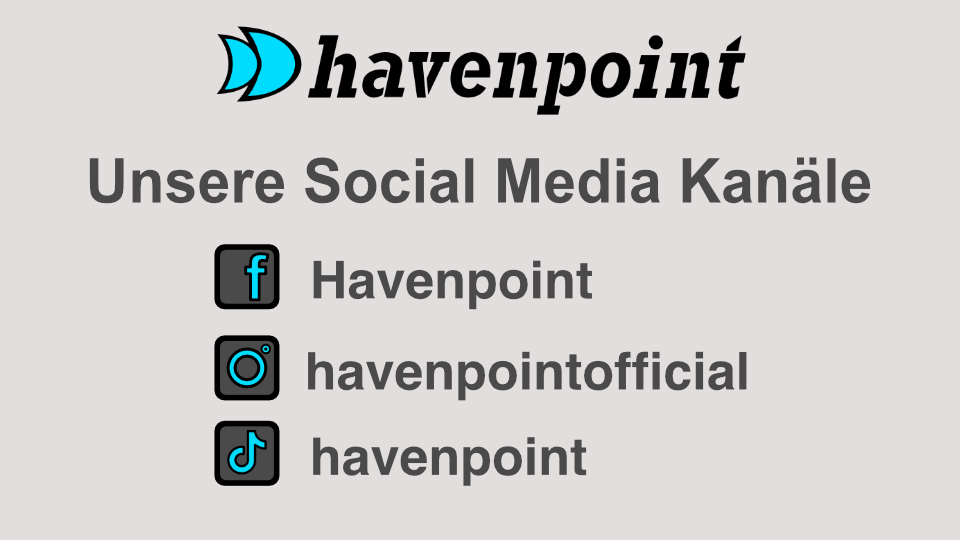 havenpoint
Unsere Social Media Kanäle
Havenpoint
havenpointofficial
havenpoint